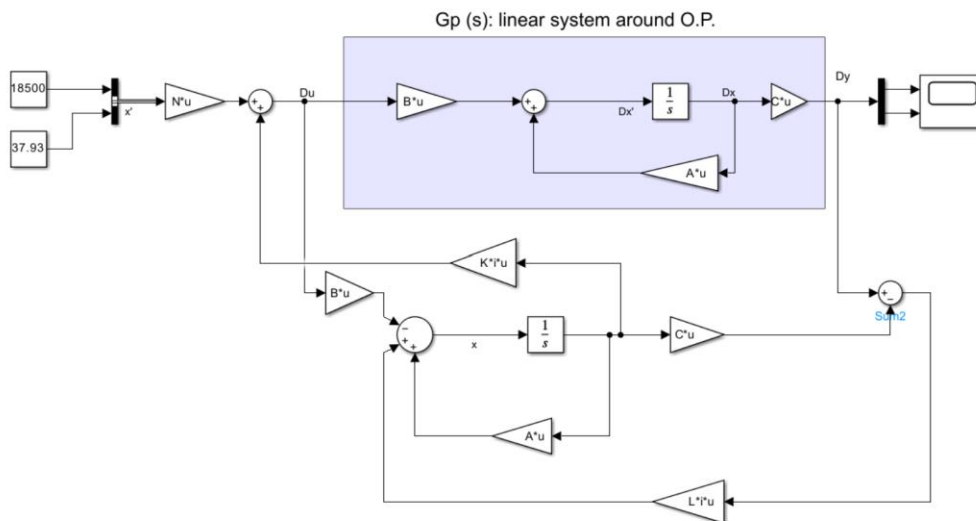 Gp (s): linear system around O.P.
18500
37.93
x'
N*u
+
+
Du
B*u
+
+
Dx'
1
s
Dx
C*u
Dy
A*u
K*i*u
B*u
−
+
+
x
1
s
C*u
+
−
Sum2
A*u
L*i*u